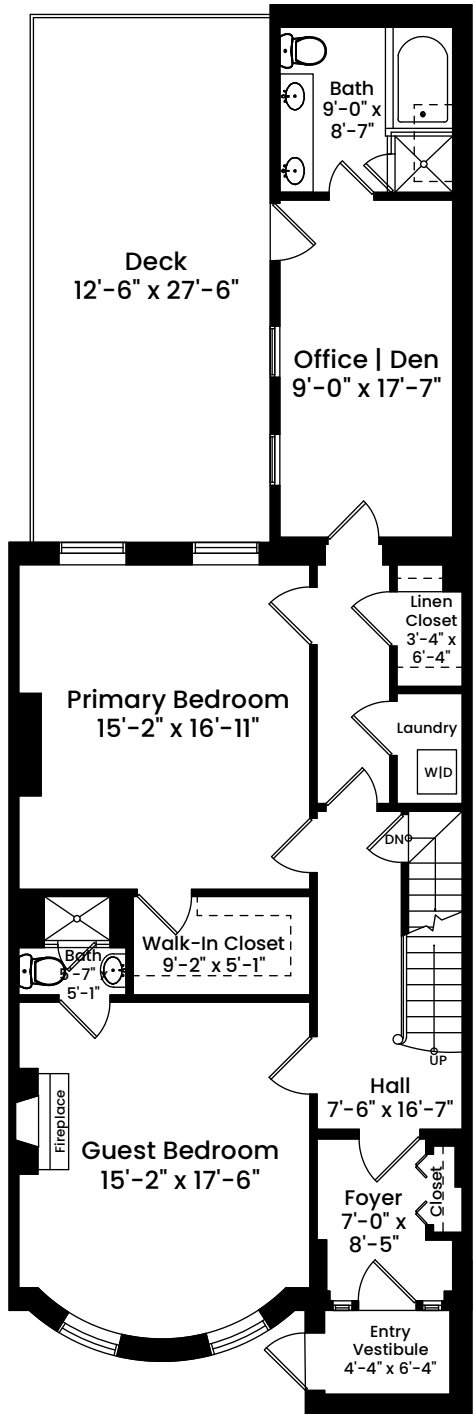 Bath
9'-0" x
8'-7"
Deck
12'-6" x 27'-6"
Office | Den
9'-0" x 17'-7"
Linen
Closet
3'-4" x
6'-4"
Primary Bedroom
15'-2" x 16'-11"
Laundry
W|D
DN
Bath
5'-7" x
5'-1"
Walk-In Closet
9'-2" x 5'-1"
UP
Hall
7'-6" x 16'-7"
Fireplace
Guest Bedroom
15'-2" x 17'-6"
Closet
Foyer
7'-0" x
8'-5"
Entry
Vestibule
4'-4" x 6'-4"